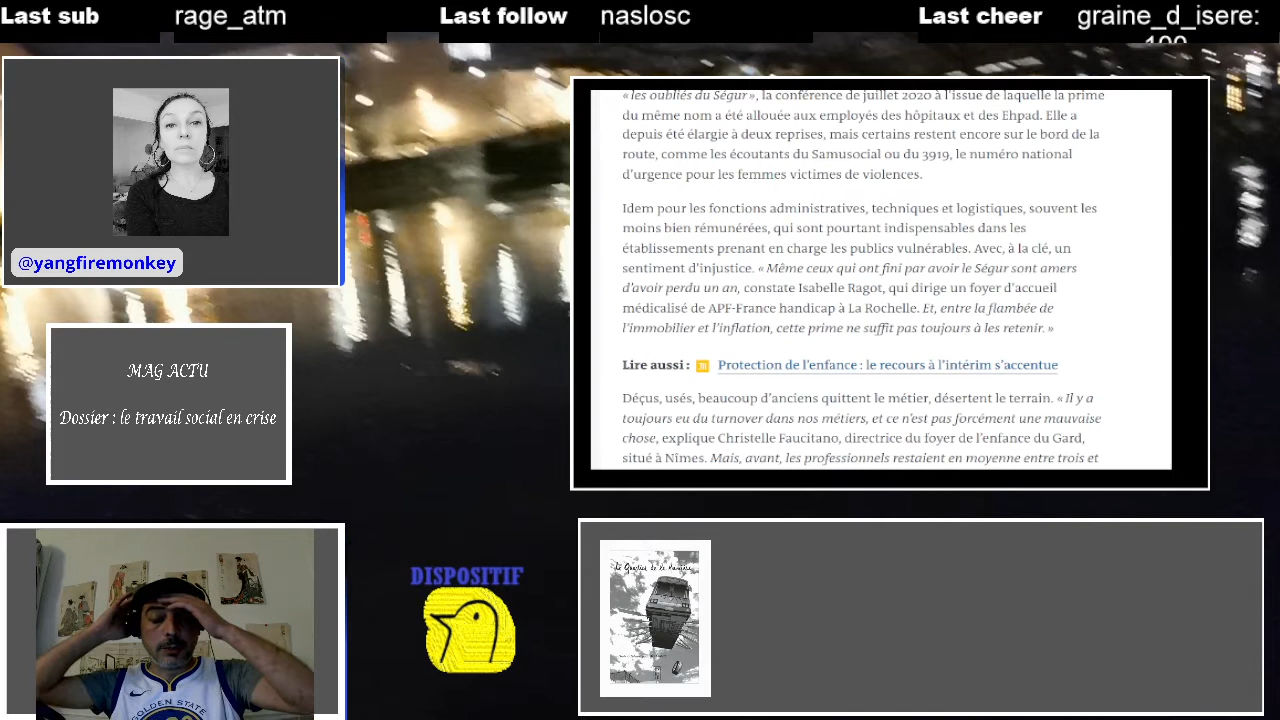 Last sub
rage_atm
Last follow
naslosc
Last cheer
graine_d_isere:
100
@yangfiremonkey
MAG ACTU
Dossier : le travail social en crise
« les oubliés du Ségur », la conférence de juillet 2020 à l’issue de laquelle la prime
du même nom a été allouée aux employés des hôpitaux et des Ehpad. Elle a
depuis été élargie à deux reprises, mais certains restent encore sur le bord de la
route, comme les écoutants du Samusocial ou du 3919, le numéro national
d’urgence pour les femmes victimes de violences.
Idem pour les fonctions administratives, techniques et logistiques, souvent les
moins bien rémunérées, qui sont pourtant indispensables dans les
établissements prenant en charge les publics vulnérables. Avec, à la clé, un
sentiment d’injustice. « Même ceux qui ont fini par avoir le Ségur sont amers
d’avoir perdu un an, constate Isabelle Ragot, qui dirige un foyer d’accueil
médicalisé de APF-France handicap à La Rochelle. Et, entre la flambée de
l’immobilier et l’inflation, cette prime ne suffit pas toujours à les retenir. »
Lire aussi : Protection de l’enfance : le recours à l’intérim s’accentue
Déçus, usés, beaucoup d’anciens quittent le métier, désertent le terrain. « Il y a
toujours eu du turnover dans nos métiers, et ce n’est pas forcément une mauvaise
chose, explique Christelle Faucitano, directrice du foyer de l’enfance du Gard,
situé à Nîmes. Mais, avant, les professionnels restaient en moyenne entre trois et
DISPOSITIF
GOLDEN STATE